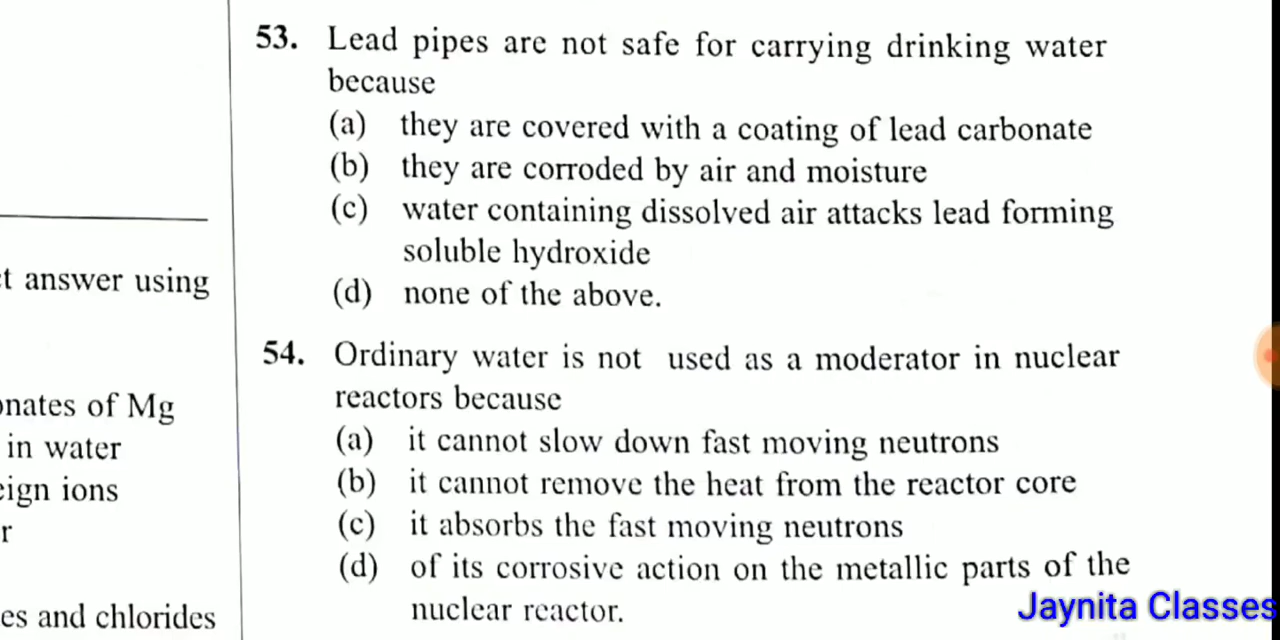 t answer using
onates of Mg
in water
eign ions
r
es and chlorides
53. Lead pipes are not safe for carrying drinking water
because
(a) they are covered with a coating of lead carbonate
(b) they are corroded by air and moisture
(c) water containing dissolved air attacks lead forming
soluble hydroxide
(d) none of the above.
54. Ordinary water is not used as a moderator in nuclear
reactors because
(a) it cannot slow down fast moving neutrons
(b) it cannot remove the heat from the reactor core
(c) it absorbs the fast moving neutrons
(d) of its corrosive action on the metallic parts of the
nuclear reactor.
Jaynita Classes